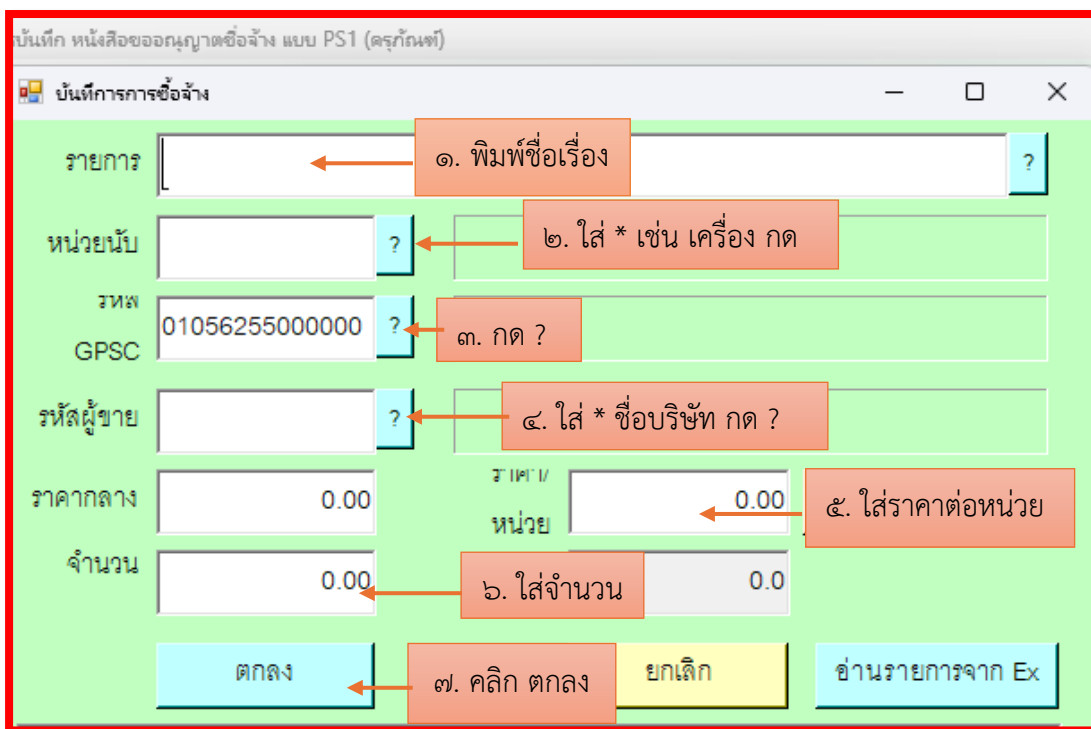 บันทึก หนังสือขออณุญาตซื่อจ้าง แบบ PS1 (ครุภัณฑ์)
บันทึการการซื้อจ้าง
รายการ ๑. พิมพ์ชื่อเรื่อง ?
หน่วยนับ ? ๒. ใส่ * เช่น เครื่อง กด
รหัส
GPSC 01056255000000 ? ๓. กด ?
รหัสผู้ขาย ? ๔. ใส่ * ชื่อบริษัท กด ?
ราคากลาง 0.00 ราคา/
หน่วย 0.00 ๕. ใส่ราคาต่อหน่วย
จำนวน 0.00 ๖. ใส่จำนวน 0.0
ตกลง ๗. คลิก ตกลง ยกเลิก อ่านรายการจาก Ex